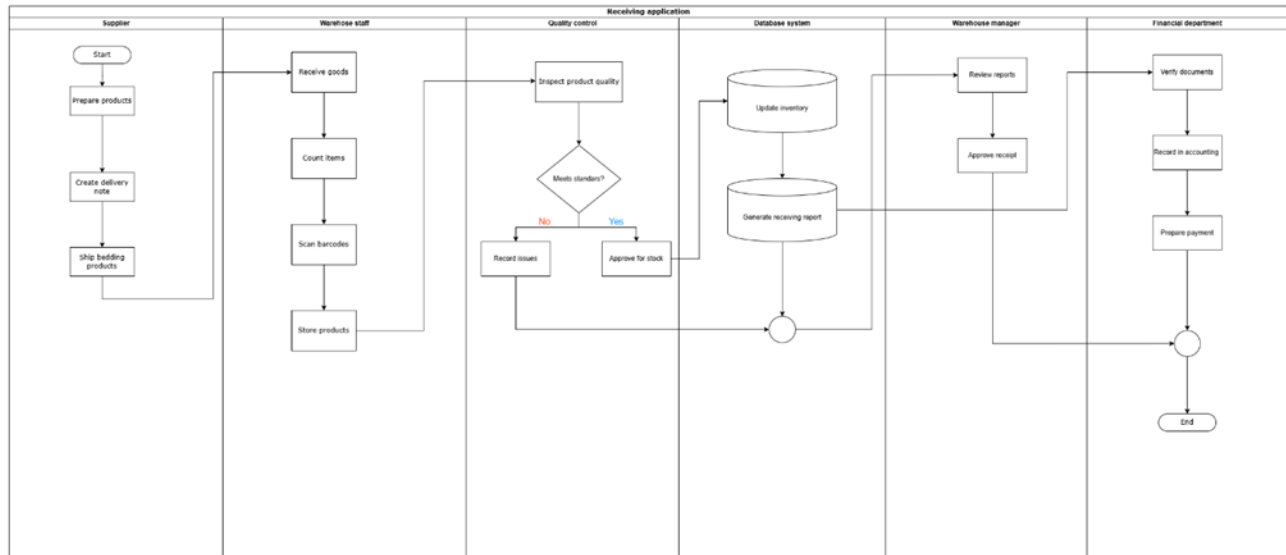 Receiving application
Supplier
Warehose staff
Quality control
Database system
Warehouse manager
Financial department
Start
Prepare products
Create delivery
note
Ship bedding
products
Receive goods
Count items
Scan barcodes
Store products
Inspect product quality
Meets standars?
No
Yes
Record issues
Approve for stock
Update inventory
Generate receiving report
Review reports
Approve receipt
Verify documents
Record in accounting
Prepare payment
End